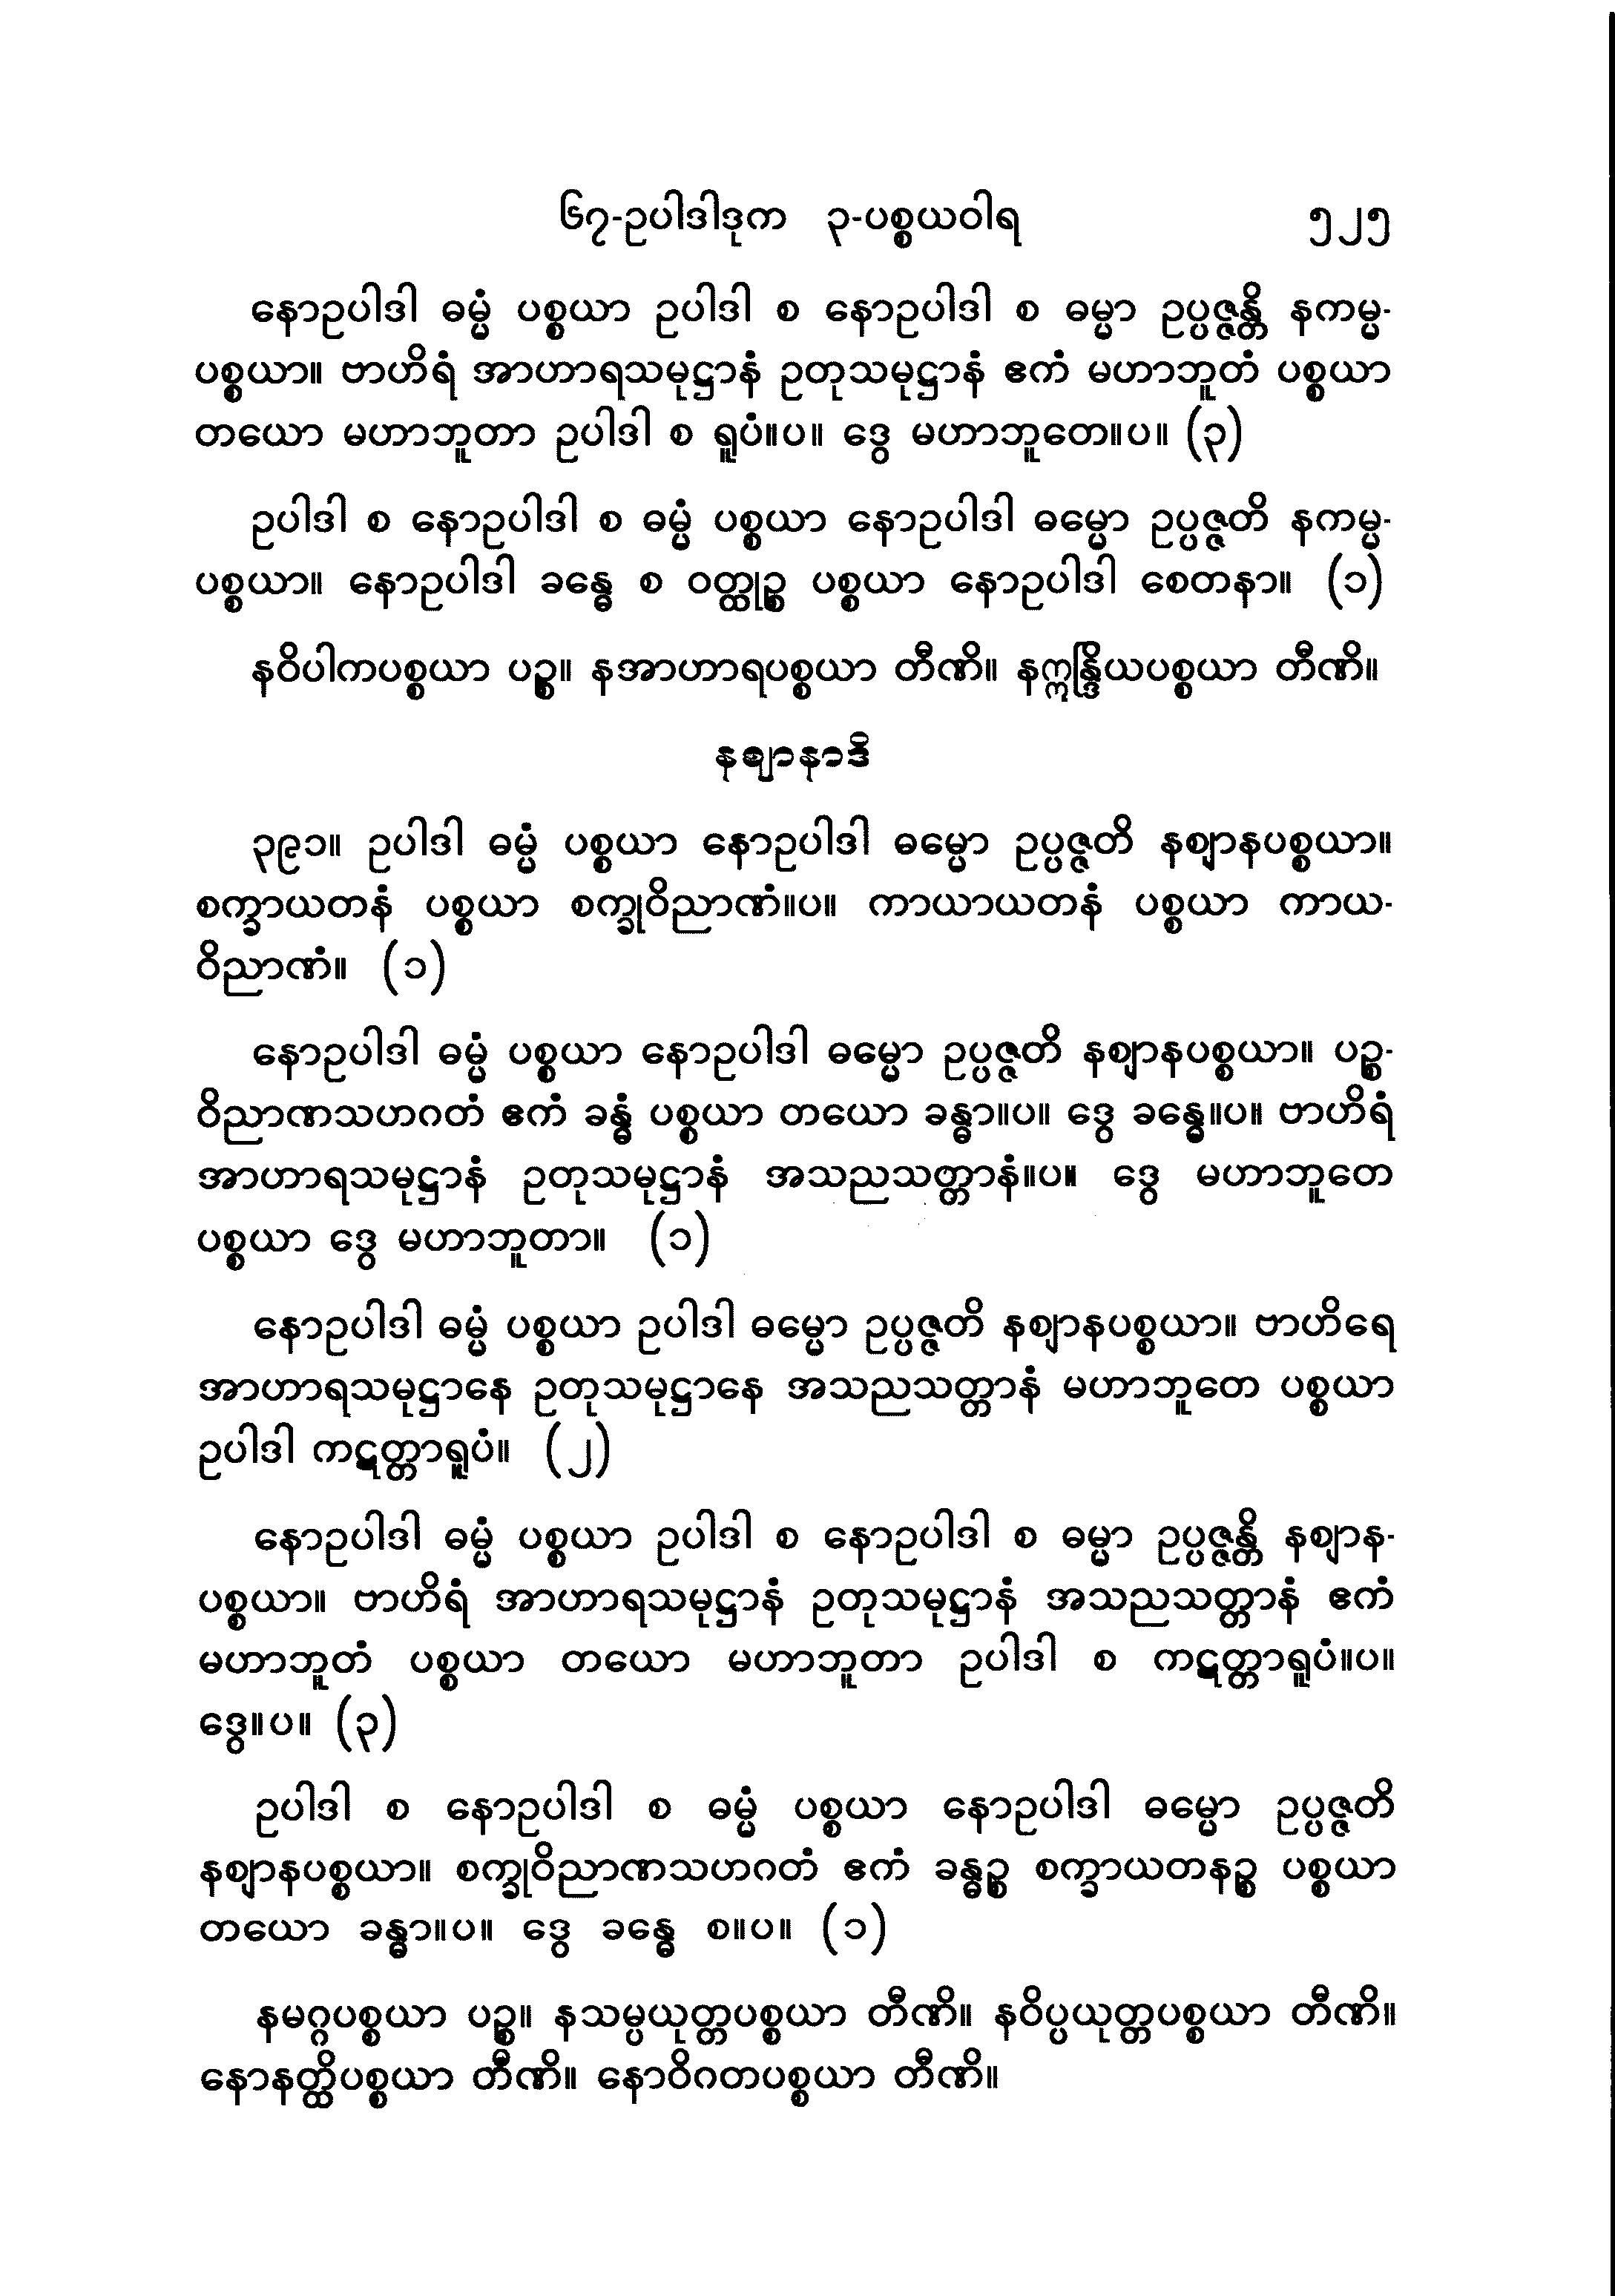 ၆၇-ဥပါဒါဒုက ၃-ပစ္စယဝါရ ၅၂၅
နောဥပါဒါ ဓမ္မံ ပစ္စယာ ဥပါဒါ စ နောဥပါဒါ စ ဓမ္မာ ဥပ္ပဇ္ဇန္တိ နကမ္မ-
ပစ္စယာ။ ဗာဟိရံ အာဟာရသမုဋ္ဌာနံ ဥတုသမုဋ္ဌာနံ ဧကံ မဟာဘူတံ ပစ္စယာ
တယော မဟာဘူတာ ဥပါဒါ စ ရူပံ။ပ။ ဒွေ မဟာဘူတေ။ပ။ (၃)
ဥပါဒါ စ နောဥပါဒါ စ ဓမ္မံ ပစ္စယာ နောဥပါဒါ ဓမ္မော ဥပ္ပဇ္ဇတိ နကမ္မ-
ပစ္စယာ။ နောဥပါဒါ ခန္ဓေ စ ဝတ္ထုဉ္စ ပစ္စယာ နောဥပါဒါ စေတနာ။ (၁)
နဝိပါကပစ္စယာ ပဉ္စ။ နအာဟာရပစ္စယာ တီဏိ။ နဣန္ဒြိယပစ္စယာ တီဏိ။
နဈာနာဒိ
၃၉၁။ ဥပါဒါ ဓမ္မံ ပစ္စယာ နောဥပါဒါ ဓမ္မော ဥပ္ပဇ္ဇတိ နဈာနပစ္စယာ။
စက္ခာယတနံ ပစ္စယာ စက္ခုဝိညာဏံ။ပ။ ကာယာယတနံ ပစ္စယာ ကာယ-
ဝိညာဏံ။ (၁)
နောဥပါဒါ ဓမ္မံ ပစ္စယာ နောဥပါဒါ ဓမ္မော ဥပ္ပဇ္ဇတိ နဈာနပစ္စယာ။ ပဉ္စ-
ဝိညာဏသဟဂတံ ဧကံ ခန္ဓံ ပစ္စယာ တယော ခန္ဓာ။ပ။ ဒွေ ခန္ဓေ။ပ။ ဗာဟိရံ
အာဟာရသမုဋ္ဌာနံ ဥတုသမုဋ္ဌာနံ အသညသတ္တာနံ။ပ။ ဒွေ မဟာဘူတေ
ပစ္စယာ ဒွေ မဟာဘူတာ။ (၁)
နောဥပါဒါ ဓမ္မံ ပစ္စယာ ဥပါဒါ ဓမ္မော ဥပ္ပဇ္ဇတိ နဈာနပစ္စယာ။ ဗာဟိရေ
အာဟာရသမုဋ္ဌာနေ ဥတုသမုဋ္ဌာနေ အသညသတ္တာနံ မဟာဘူတေ ပစ္စယာ
ဥပါဒါ ကဋတ္တာရူပံ။ (၂)
နောဥပါဒါ ဓမ္မံ ပစ္စယာ ဥပါဒါ စ နောဥပါဒါ စ ဓမ္မာ ဥပ္ပဇ္ဇန္တိ နဈာန-
ပစ္စယာ။ ဗာဟိရံ အာဟာရသမုဋ္ဌာနံ ဥတုသမုဋ္ဌာနံ အသညသတ္တာနံ ဧကံ
မဟာဘူတံ ပစ္စယာ တယော မဟာဘူတာ ဥပါဒါ စ ကဋတ္တာရူပံ။ပ။
ဒွေ။ပ။ (၃)
ဥပါဒါ စ နောဥပါဒါ စ ဓမ္မံ ပစ္စယာ နောဥပါဒါ ဓမ္မော ဥပ္ပဇ္ဇတိ
နဈာနပစ္စယာ။ စက္ခုဝိညာဏသဟဂတံ ဧကံ ခန္ဓဉ္စ စက္ခာယတနဉ္စ ပစ္စယာ
တယော ခန္ဓာ။ပ။ ဒွေ ခန္ဓေ စ။ပ။ (၁)
နမဂ္ဂပစ္စယာ ပဉ္စ။ နသမ္ပယုတ္တပစ္စယာ တီဏိ။ နဝိပ္ပယုတ္တပစ္စယာ တီဏိ။
နောနတ္ထိပစ္စယာ တီဏိ။ နောဝိဂတပစ္စယာ တီဏိ။